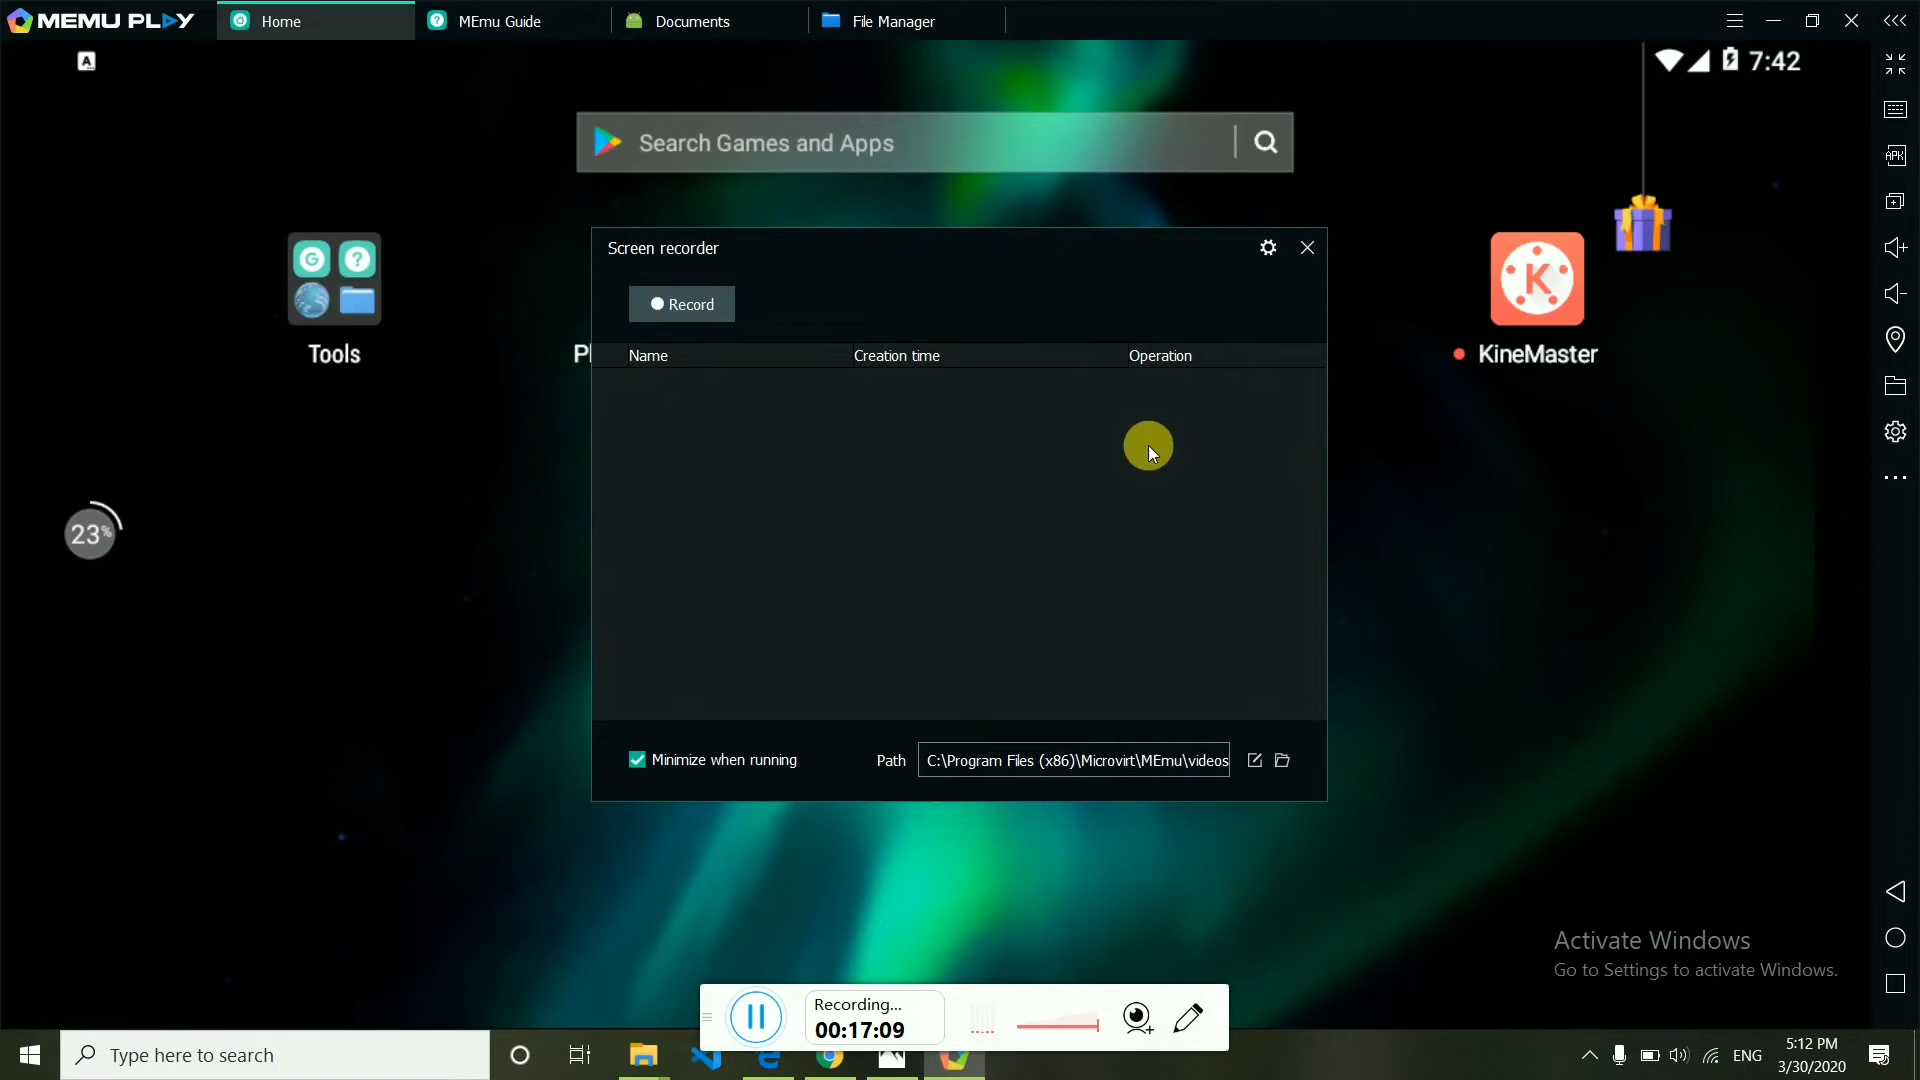 MEMU PLAY
Home
MEmu Guide
Documents
File Manager
A
7:42
Search Games and Apps
APK
Screen recorder
Record
G
?
K
Tools
Pl
KineMaster
Name
Creation time
Operation
23%
Minimize when running
Path
C:\Program Files (x86)\Microvirt\MEmu\videos
Activate Windows
Go to Settings to activate Windows.
Recording...
00:17:09
Type here to search
ENG
5:12 PM
3/30/2020